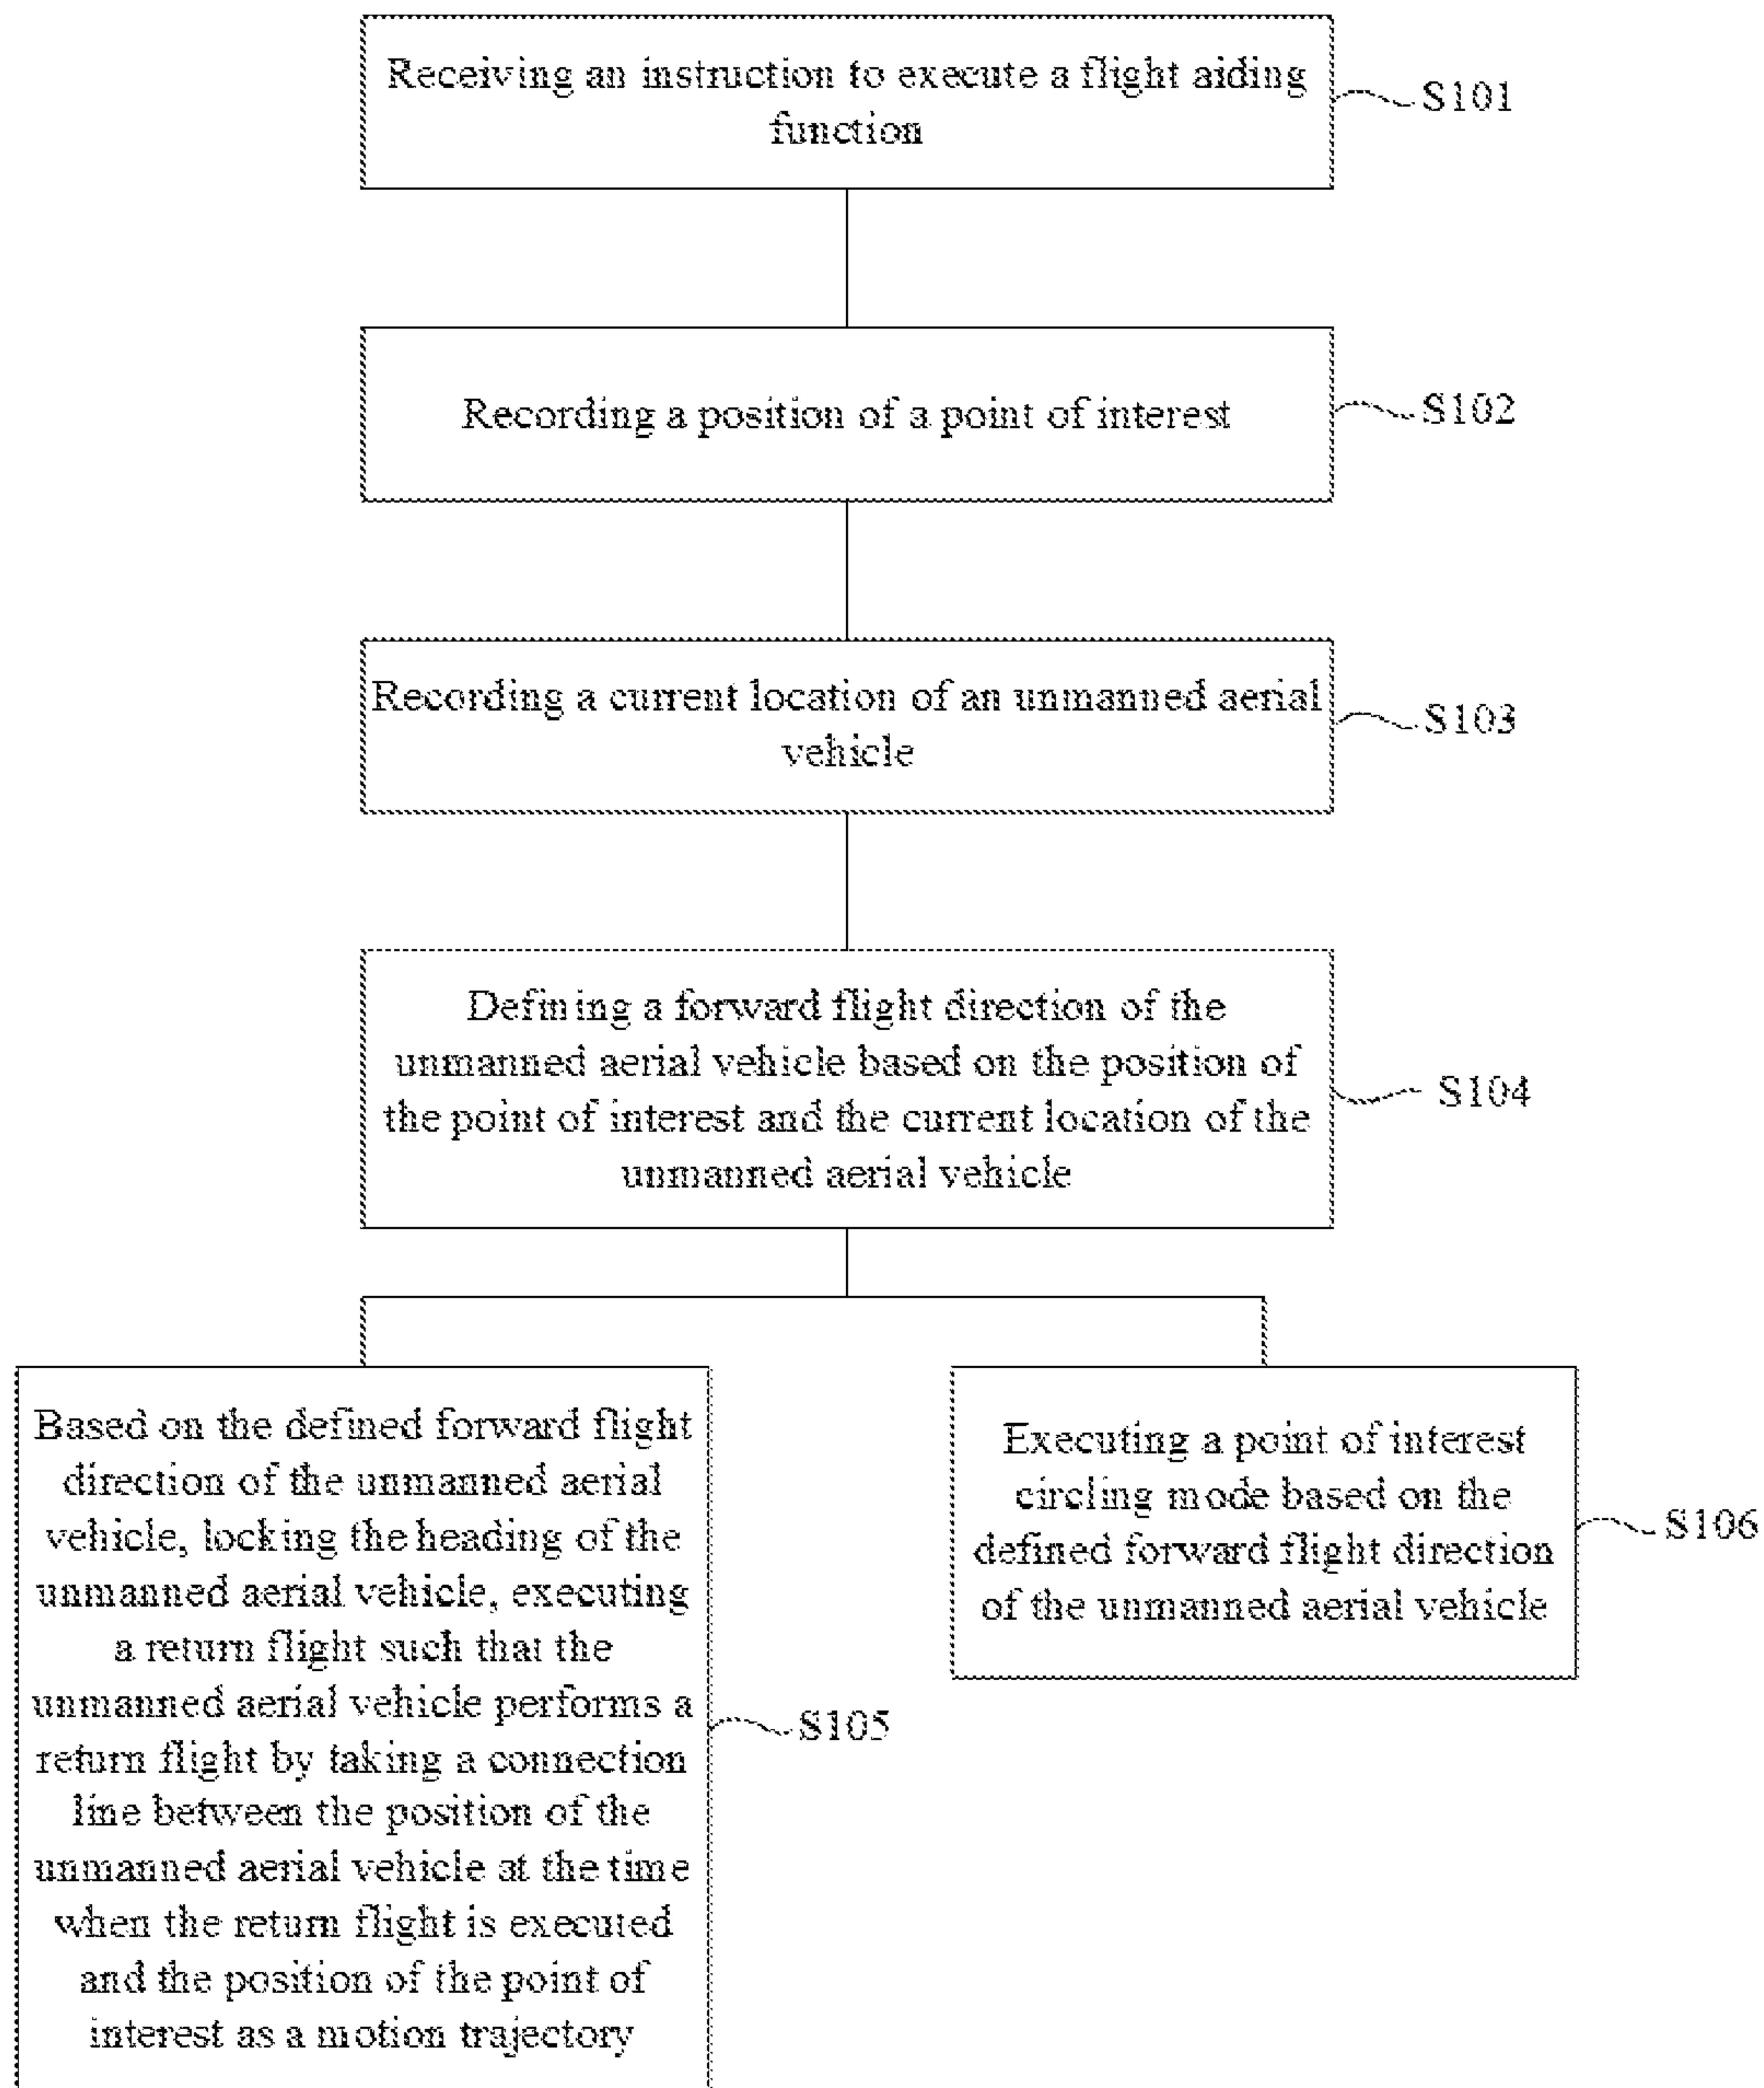 Receiving an instruction to execute a flight aiding
function
S101
Recording a position of a point of interest
S102
Recording a current location of an unmanned aerial
vehicle
S103
Defining a forward flight direction of the
unmanned aerial vehicle based on the position of
the point of interest and the current location of the
unmanned aerial vehicle
S104
Based on the defined forward flight
direction of the unmanned aerial
vehicle, locking the heading of the
unmanned aerial vehicle, executing
a return flight such that the
unmanned aerial vehicle performs a
return flight by taking a connection
line between the position of the
unmanned aerial vehicle at the time
when the return flight is executed
and the position of the point of
interest as a motion trajectory
S105
Executing a point of interest
circling mode based on the
defined forward flight direction
of the unmanned aerial vehicle
S106